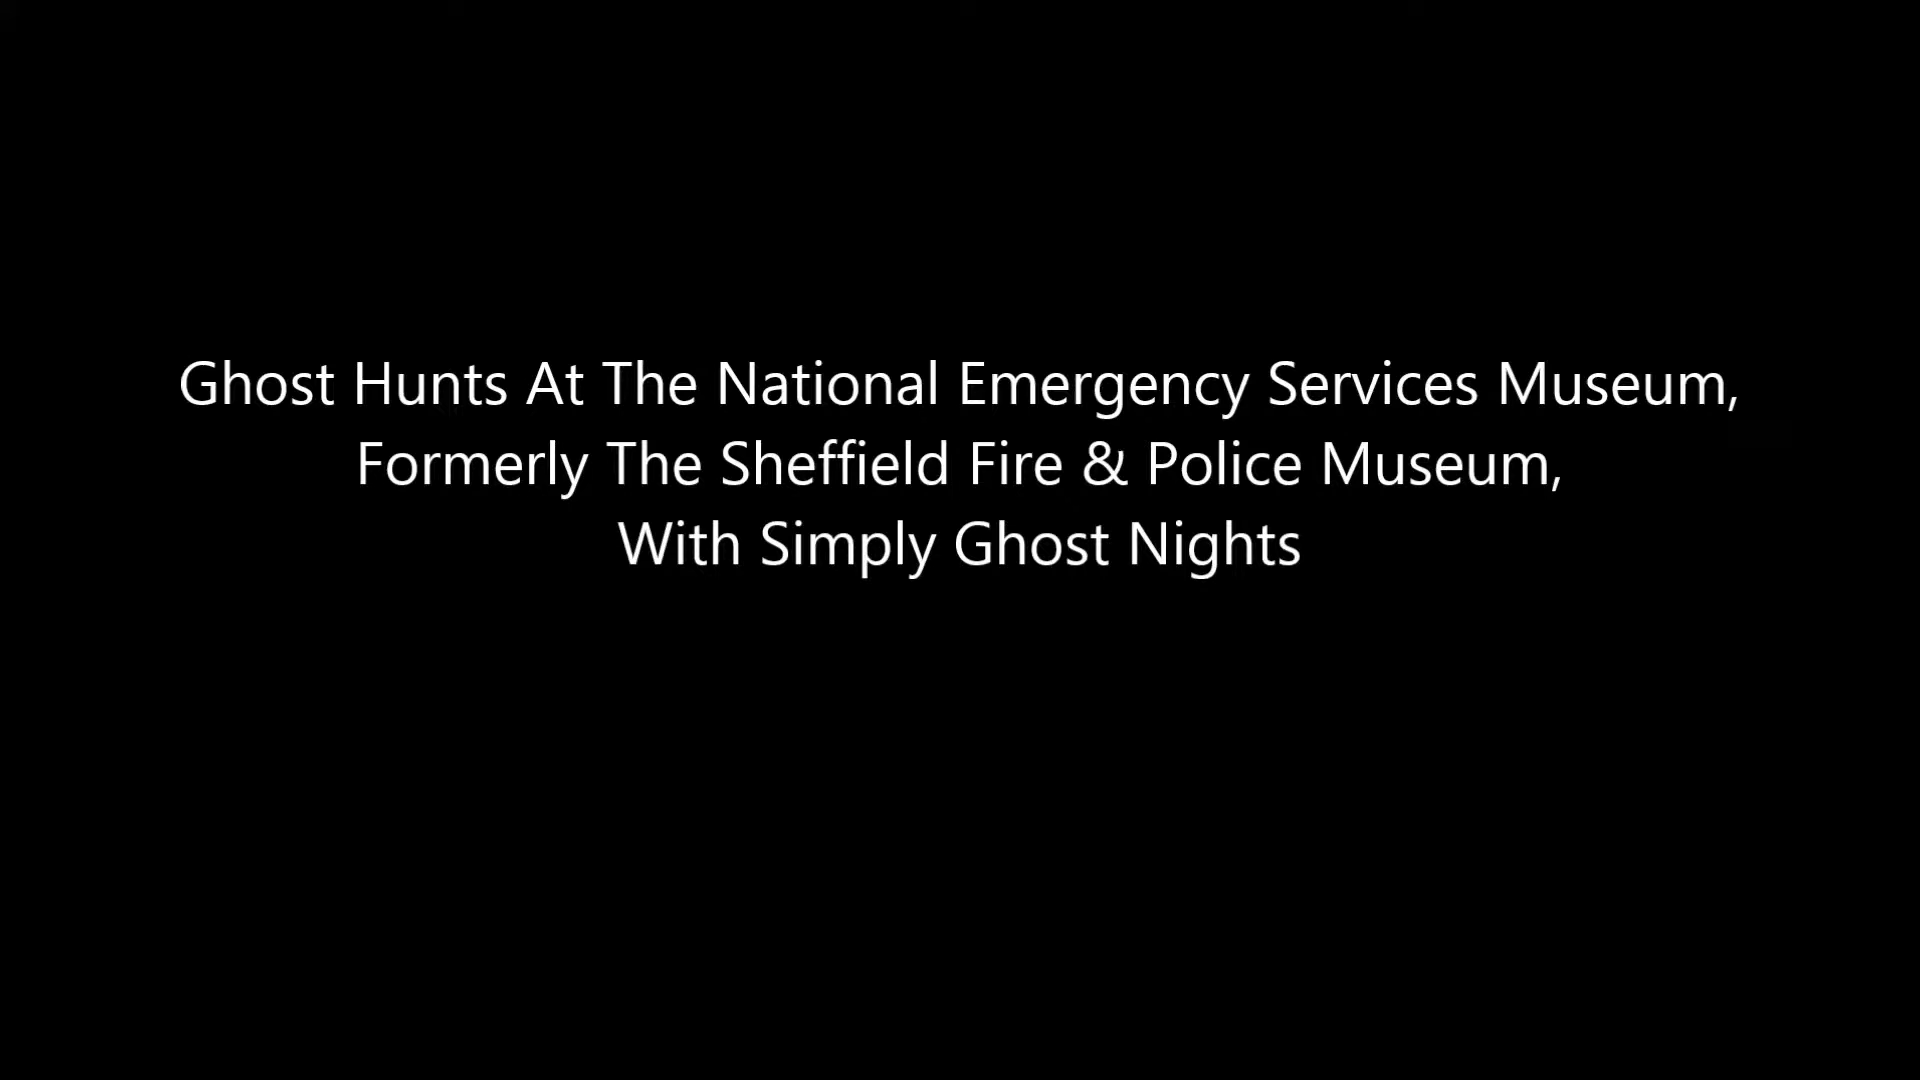 Ghost Hunts At The National Emergency Services Museum,
Formerly The Sheffield Fire & Police Museum,
With Simply Ghost Nights